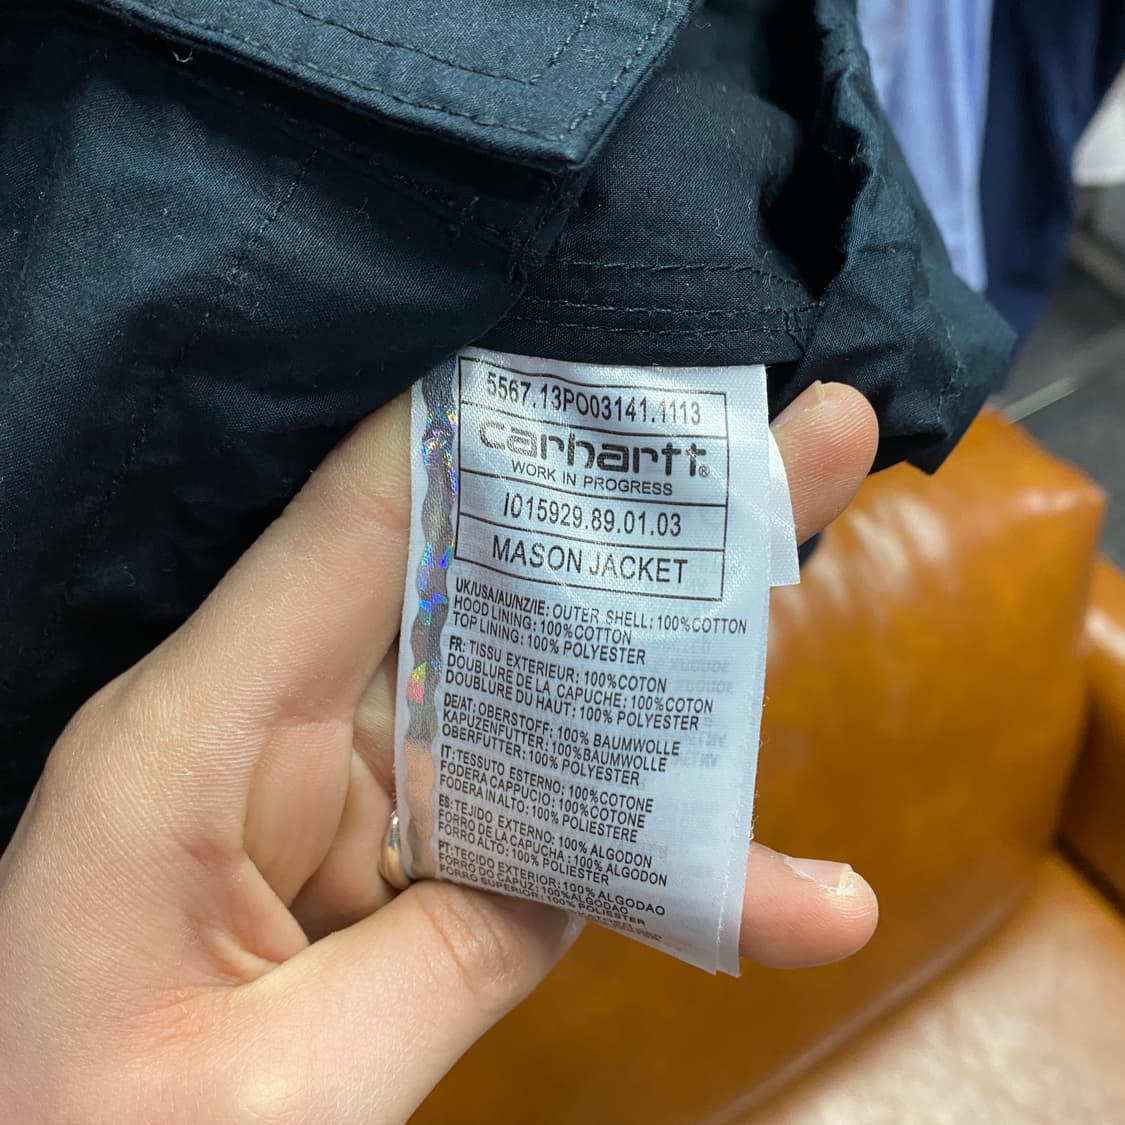 5567.13PO03141.1113
carhartt®
WORK IN PROGRESS
I015929.89.01.03
MASON JACKET
UK/USA/AU/NZ/IE: OUTER SHELL: 100%COTTON
HOOD LINING: 100%COTTON
TOP LINING: 100% POLYESTER
FR: TISSU EXTERIEUR: 100%COTON
DOUBLURE DE LA CAPUCHE: 100%COTON
DOUBLURE DU HAUT: 100% POLYESTER
DE/AT: OBERSTOFF: 100% BAUMWOLLE
KAPUZENFUTTER: 100%BAUMWOLLE
OBERFUTTER: 100% POLYESTER
IT: TESSUTO ESTERNO: 100%COTONE
FODERA CAPPUCIO: 100%COTONE
FODERA IN ALTO: 100% POLIESTERE
ES: TEJIDO EXTERNO: 100% ALGODON
FORRO DE LA CAPUCHA: 100% ALGODON
FORRO ALTO: 100% POLIESTER
PT: TECIDO EXTERIOR: 100% ALGODAO
FORRO DO CAPUZ: 100%ALGODAO
FORRO SUPERIOR: 100% POLIESTER